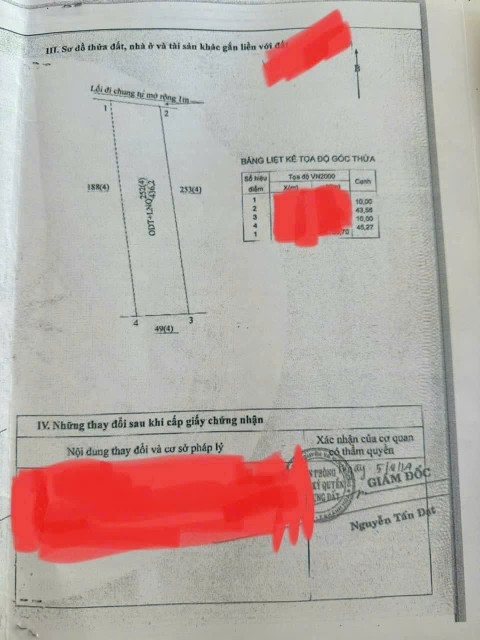 III. Sơ đồ thửa đất, nhà ở và tài sản khác gắn liền với đất
B
Lối đi chung tự mở rộng 1m
1
2
188(4)
252(4)
ODT+LNQ 436,2
253(4)
4
3
49(4)
BẢNG LIỆT KÊ TỌA ĐỘ GÓC THỬA
Số hiệu điểm
Tọa độ VN2000
Cạnh
X(m)
1
10,00
2
43,58
3
10,00
4
45,27
1
IV. Những thay đổi sau khi cấp giấy chứng nhận
Nội dung thay đổi và cơ sở pháp lý
Xác nhận của cơ quan
có thẩm quyền
GIÁM ĐỐC
Nguyễn Tấn Đạt